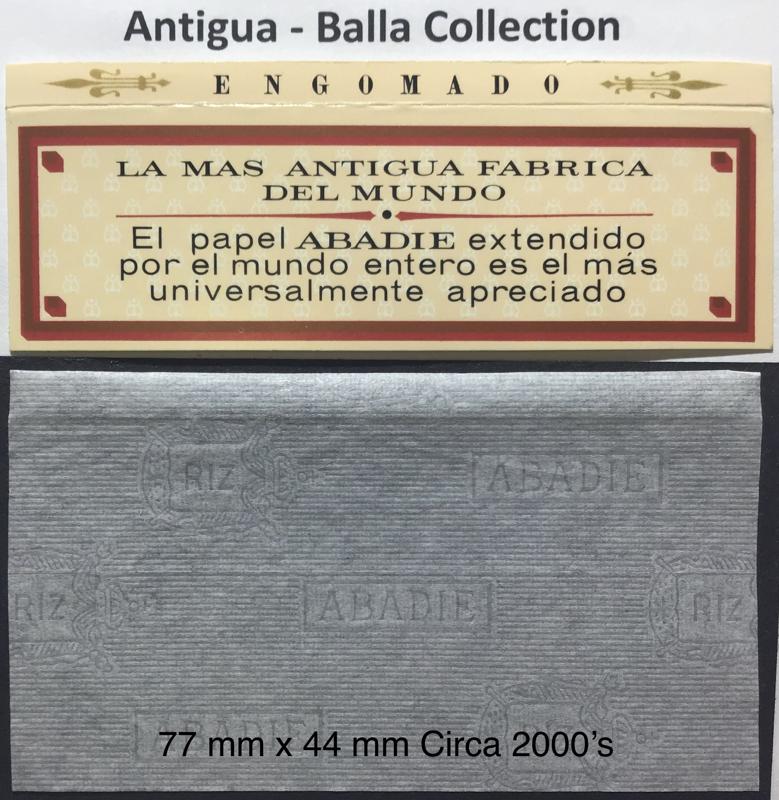 Antigua - Balla Collection
ENGOMADO
LA MAS ANTIGUA FABRICA
DEL MUNDO
El papel ABADIE extendido
por el mundo entero es el más
universalmente apreciado
RIZ
ABADIE
RIZ
ABADIE
RIZ
ABADIE
RIZ
77 mm x 44 mm Circa 2000's